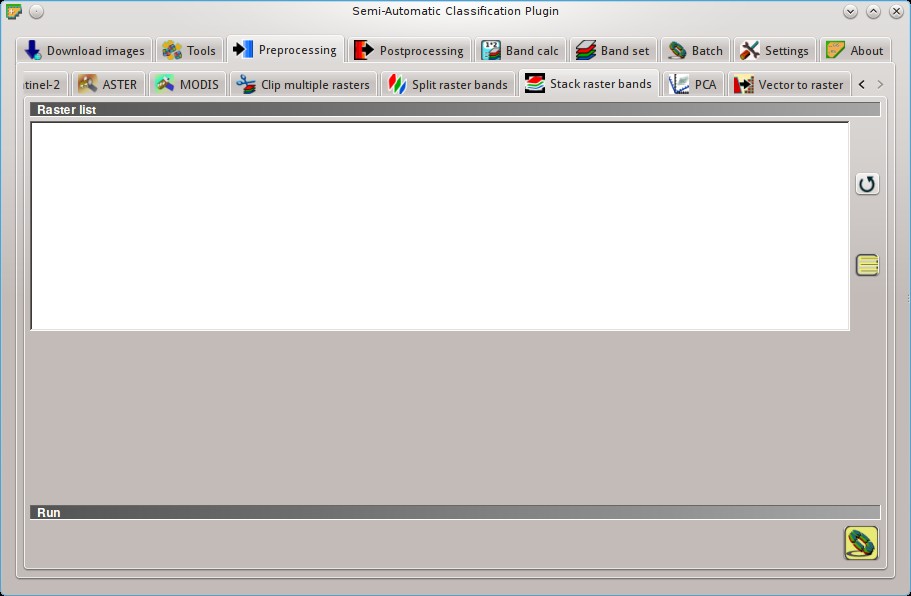 Semi-Automatic Classification Plugin
Download images Tools Preprocessing Postprocessing Band calc Band set Batch Settings About
tinel-2 ASTER MODIS Clip multiple rasters Split raster bands Stack raster bands PCA Vector to raster
Raster list
Run